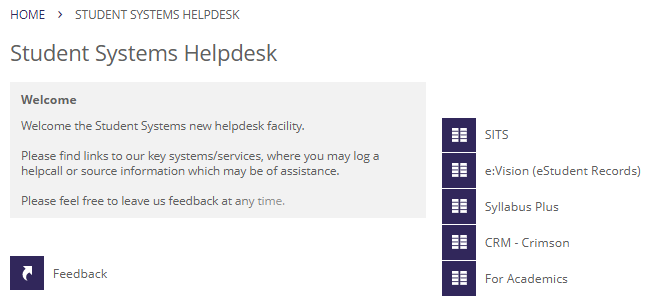 HOME > STUDENT SYSTEMS HELPDESK
Student Systems Helpdesk
Welcome
Welcome the Student Systems new helpdesk facility.
Please find links to our key systems/services, where you may log a
helpcall or source information which may be of assistance.
Please feel free to leave us feedback at any time.
Feedback
SITS
e:Vision (eStudent Records)
Syllabus Plus
CRM - Crimson
For Academics